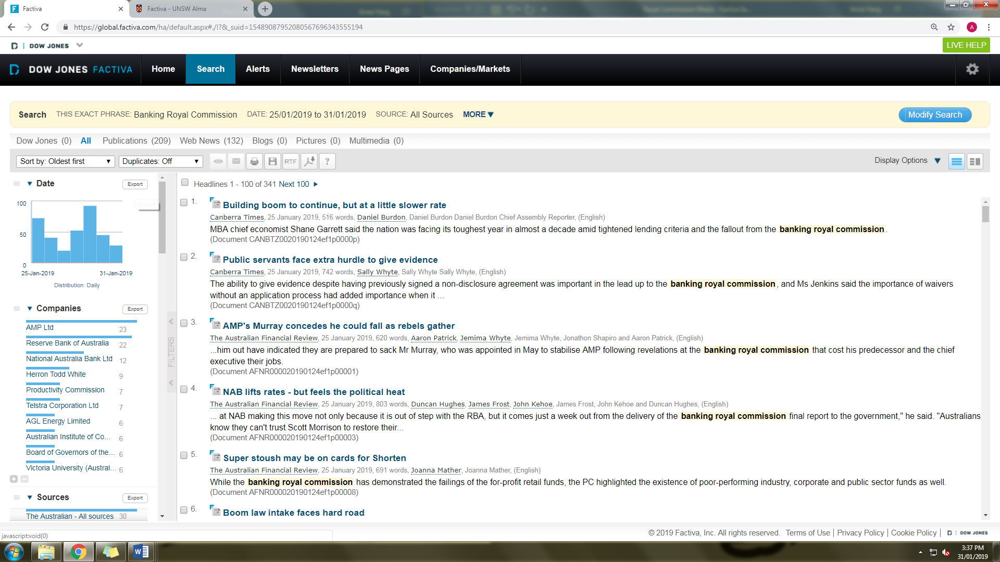 Factiva
Factiva - UNSW Alma
https://global.factiva.com/ha/default.aspx#./!?&_suid=15489087952080567696343555194
A
DOW JONES
LIVE HELP
DOW JONES FACTIVA
Home
Search
Alerts
Newsletters
News Pages
Companies/Markets
Search THIS EXACT PHRASE: Banking Royal Commission DATE: 25/01/2019 to 31/01/2019 SOURCE: All Sources MORE
Modify Search
Dow Jones (0) All Publications (209) Web News (132) Blogs (0) Pictures (0) Multimedia (0)
Sort by: Oldest first
Duplicates: Off
RTF
?
Display Options
Date
Export
100
50
0
25-Jan-2019 31-Jan-2019
Distribution: Daily
Companies
Export
AMP Ltd 23
Reserve Bank of Australia 22
National Australia Bank Ltd 12
Herron Todd White 9
Productivity Commission 7
Telstra Corporation Ltd 7
AGL Energy Limited 6
Australian Institute of Co... 6
Board of Governors of the... 6
Victoria University (Austral... 6
Sources
Export
The Australian - All sources 30
FILTERS
Headlines 1 - 100 of 341 Next 100
1. Building boom to continue, but at a little slower rate
Canberra Times, 25 January 2019, 516 words, Daniel Burdon, Daniel Burdon Daniel Burdon Chief Assembly Reporter, (English)
MBA chief economist Shane Garrett said the nation was facing its toughest year in almost a decade amid tightened lending criteria and the fallout from the banking royal commission.
(Document CANBTZ0020190124ef1p0000p)
2. Public servants face extra hurdle to give evidence
Canberra Times, 25 January 2019, 742 words, Sally Whyte, Sally Whyte Sally Whyte, (English)
The ability to give evidence despite having previously signed a non-disclosure agreement was important in the lead up to the banking royal commission, and Ms Jenkins said the importance of waivers
without an application process had added importance when it ...
(Document CANBTZ0020190124ef1p0000q)
3. AMP's Murray concedes he could fall as rebels gather
The Australian Financial Review, 25 January 2019, 620 words, Aaron Patrick, Jemima Whyte, Jemima Whyte, Jonathon Shapiro and Aaron Patrick, (English)
...him out have indicated they are prepared to sack Mr Murray, who was appointed in May to stabilise AMP following revelations at the banking royal commission that cost his predecessor and the chief
executive their jobs.
(Document AFNR000020190124ef1p00001)
4. NAB lifts rates - but feels the political heat
The Australian Financial Review, 25 January 2019, 803 words, Duncan Hughes, James Frost, John Kehoe, James Frost, John Kehoe and Duncan Hughes, (English)
... at NAB making this move not only because it is out of step with the RBA, but it comes just a week out from the delivery of the banking royal commission final report to the government," he said. "Australians
know they can't trust Scott Morrison to restore their...
(Document AFNR000020190124ef1p00003)
5. Super stoush may be on cards for Shorten
The Australian Financial Review, 25 January 2019, 691 words, Joanna Mather, Joanna Mather, (English)
While the banking royal commission has demonstrated the failings of the for-profit retail funds, the PC highlighted the existence of poor-performing industry, corporate and public sector funds as well.
(Document AFNR000020190124ef1p00008)
6. Boom law intake faces hard road
© 2019 Factiva, Inc. All rights reserved. Terms of Use | Privacy Policy | Cookie Policy | DOW JONES
javascript:void(0)
3:37 PM
31/01/2019